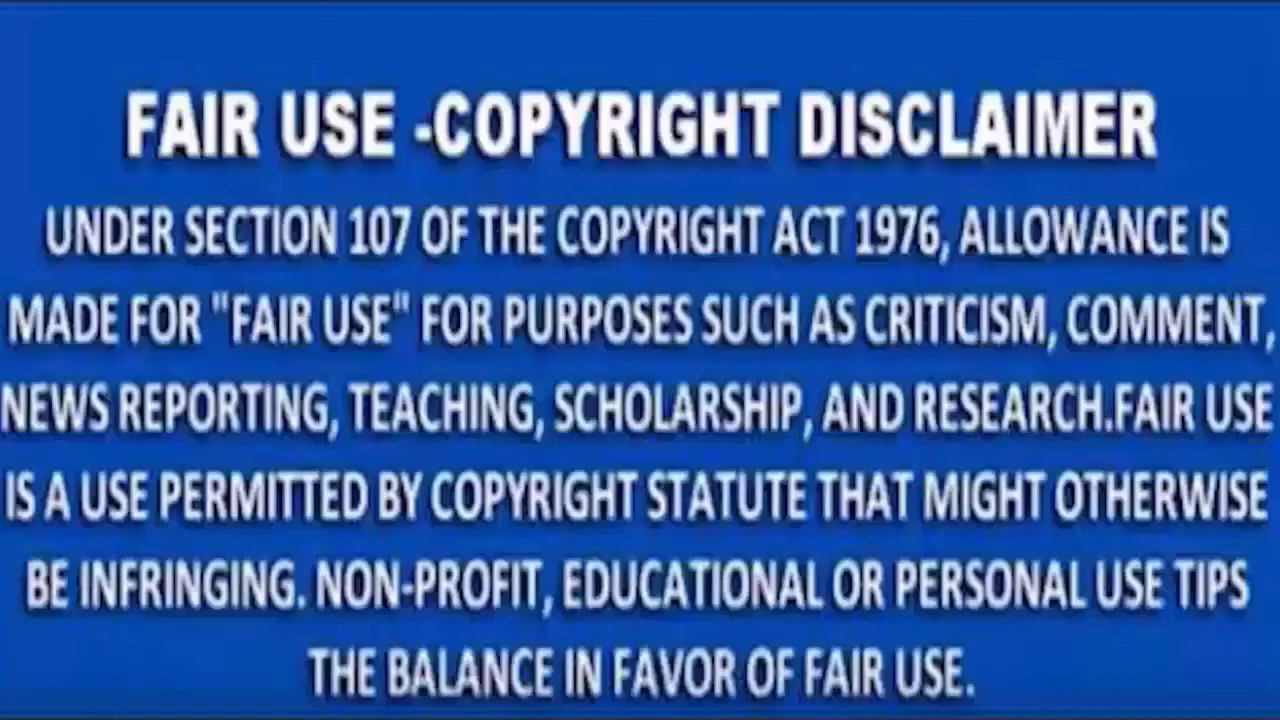 FAIR USE -COPYRIGHT DISCLAIMER
UNDER SECTION 107 OF THE COPYRIGHT ACT 1976, ALLOWANCE IS
MADE FOR "FAIR USE" FOR PURPOSES SUCH AS CRITICISM, COMMENT,
NEWS REPORTING, TEACHING, SCHOLARSHIP, AND RESEARCH.FAIR USE
IS A USE PERMITTED BY COPYRIGHT STATUTE THAT MIGHT OTHERWISE
BE INFRINGING. NON-PROFIT, EDUCATIONAL OR PERSONAL USE TIPS
THE BALANCE IN FAVOR OF FAIR USE.